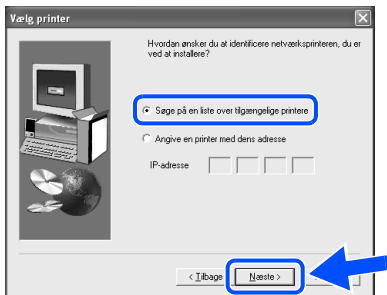 Vælg printer
Hvordan ønsker du at identificere netværksprinteren, du er
ved at installere?
Søge på en liste over tilgængelige printere
Angive en printer med dens adresse
IP-adresse
< Tilbage
Næste >